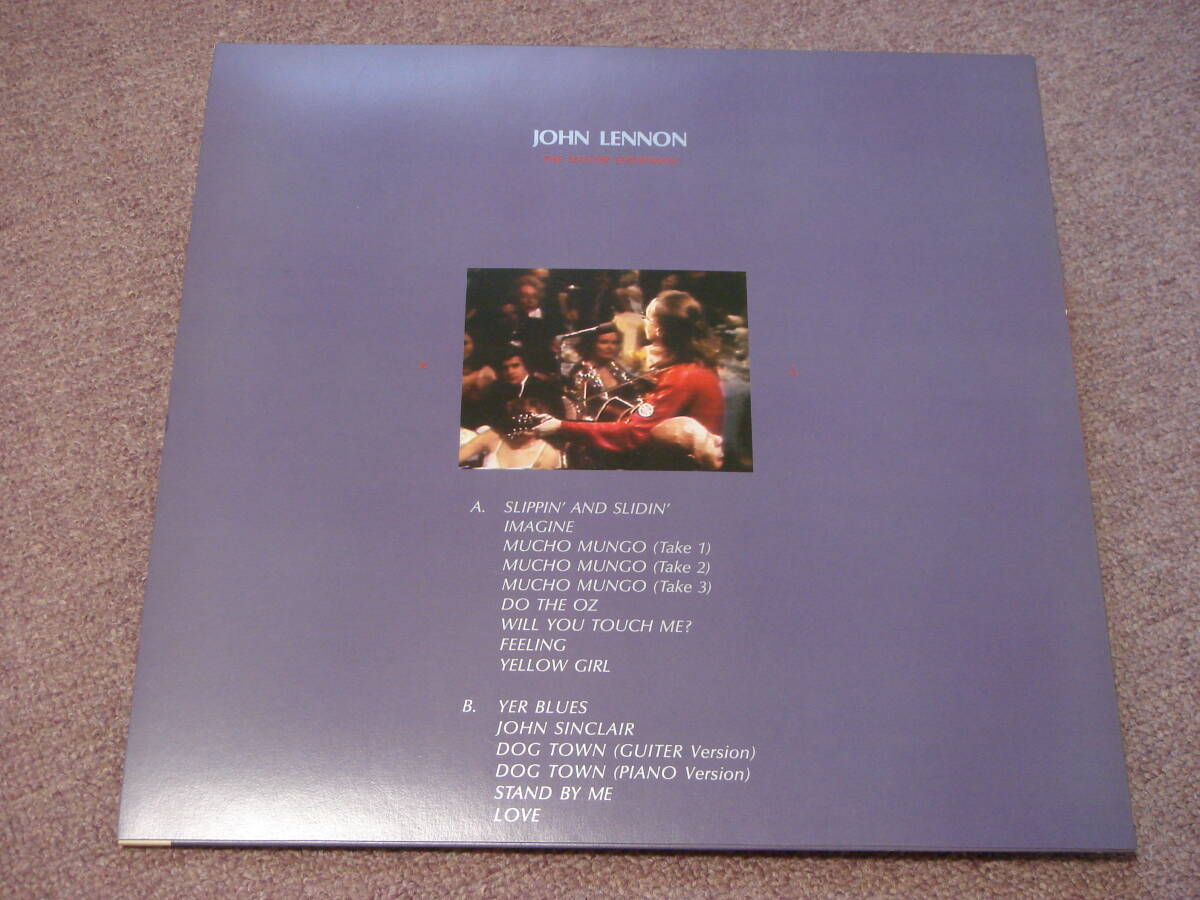 JOHN LENNON
THE
A. SLIPPIN' AND SLIDIN'
IMAGINE
MUCHO MUNGO (Take 1)
MUCHO MUNGO (Take 2)
MUCHO MUNGO (Take 3)
DO THE OZ
WILL YOU TOUCH ME?
FEELING
YELLOW GIRL
B. YER BLUES
JOHN SINCLAIR
DOG TOWN (GUITER Version)
DOG TOWN (PIANO Version)
STAND BY ME
LOVE